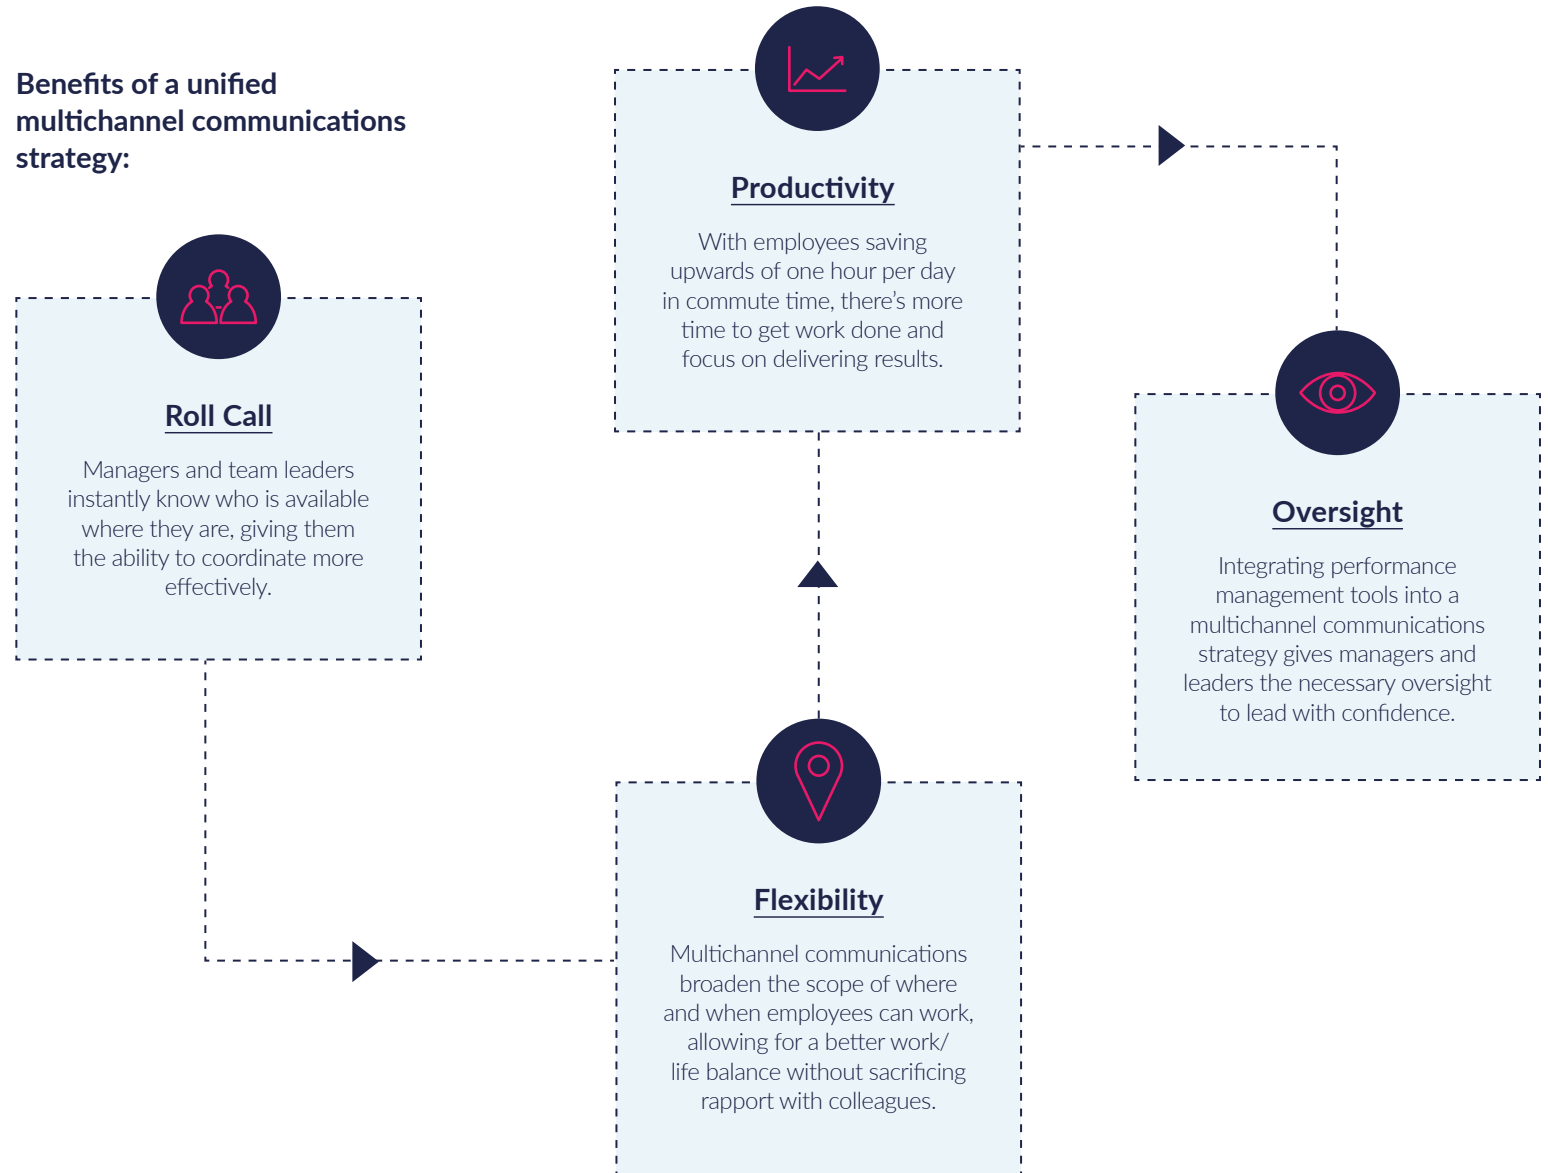 Benefits of a unified
multichannel communications
strategy:
Roll Call
Managers and team leaders
instantly know who is available
where they are, giving them
the ability to coordinate more
effectively.
Flexibility
Multichannel communications
broaden the scope of where
and when employees can work,
allowing for a better work/
life balance without sacrificing
rapport with colleagues.
Productivity
With employees saving
upwards of one hour per day
in commute time, there’s more
time to get work done and
focus on delivering results.
Oversight
Integrating performance
management tools into a
multichannel communications
strategy gives managers and
leaders the necessary oversight
to lead with confidence.